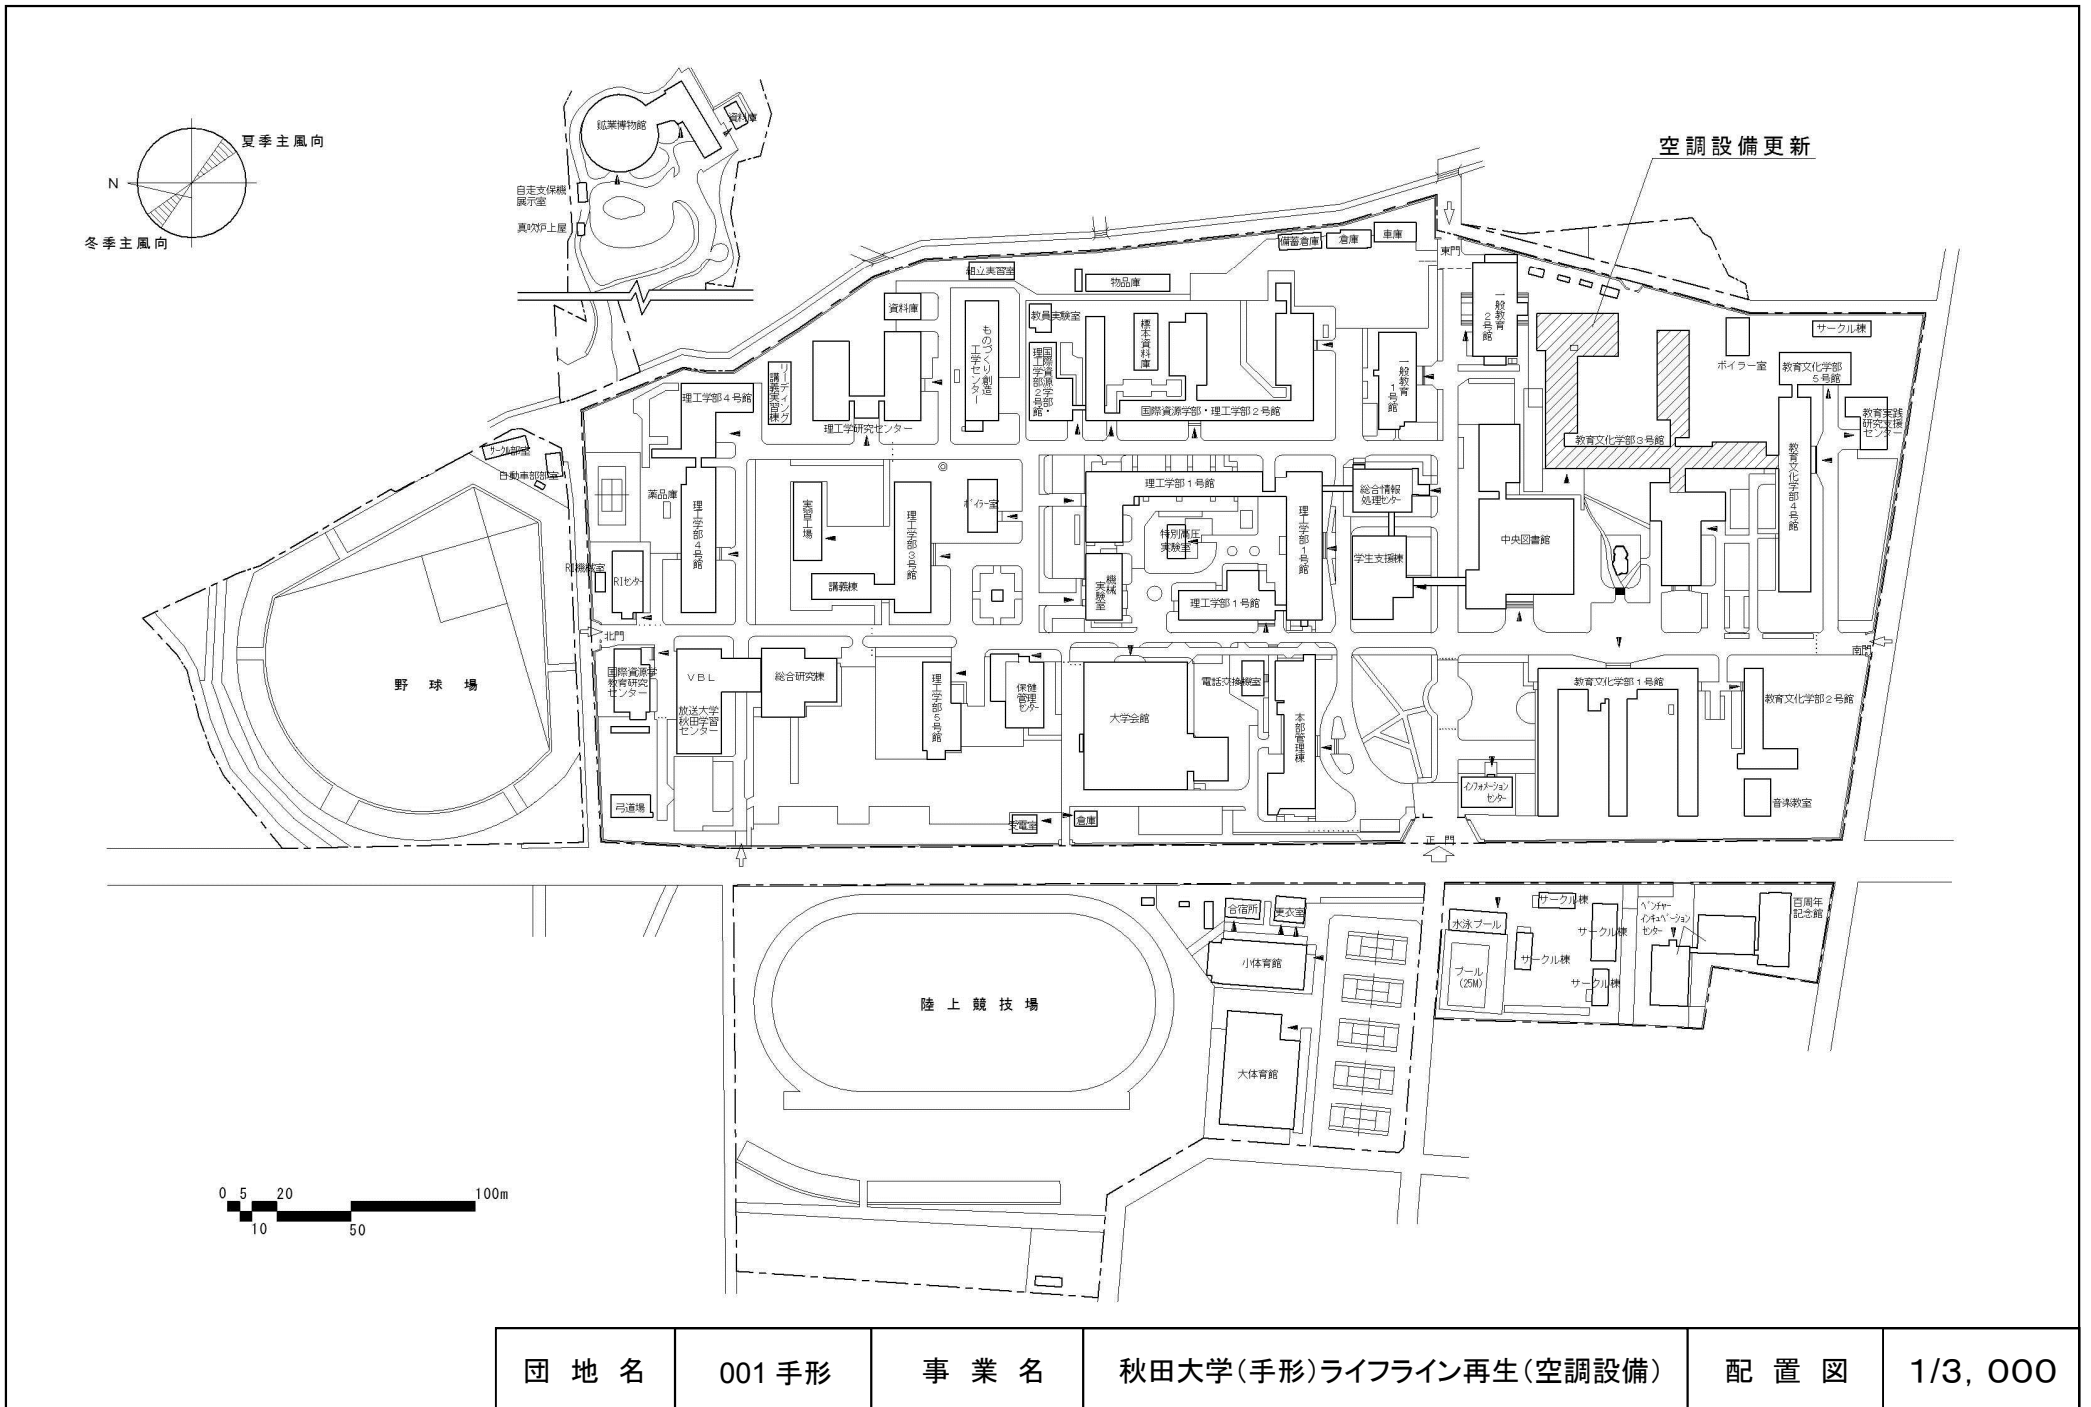 夏季主風向
N
冬季主風向
鉱業博物館
資料庫
自走支保機
展示室
真吹炉上屋
空調設備更新
備蓄倉庫
倉庫
車庫
東門
組立実習室
物品庫
資料庫
教員実験室
標本資料庫
ものづくり創造
工学センター
国際資源学部・
理工学部2号館
一般教育
2号館
一般教育
1号館
サークル棟
ボイラー室
教育文化学部
5号館
理工学部4号館
リーディング
講義実習棟
理工学研究センター
国際資源学部・理工学部2号館
教育文化学部3号館
教育実践
研究支援
センター
教育文化学部4号館
サークル部室
自動車部部室
薬品庫
理工学部4号館
実習工場
理工学部3号館
ボイラー室
理工学部1号館
理工学部1号館
総合情報
処理センター
特別高圧
実験室
中央図書館
学生支援棟
RI機械室
RIセンター
講義棟
機械
実験室
理工学部1号館
北門
南門
国際資源学
教育研究
センター
VBL
総合研究棟
放送大学
秋田学習
センター
理工学部5号館
保健
管理
センター
大学会館
電話交換機室
本部管理棟
教育文化学部1号館
教育文化学部2号館
野球場
弓道場
受電室
倉庫
インフォメーション
センター
音楽教室
正門
合宿所
更衣室
小体育館
大体育館
陸上競技場
水泳プール
プール
(25M)
サークル棟
サークル棟
サークル棟
サークル棟
ベンチャー
インキュベーション
センター
百周年
記念館
0 5 20 100m
10 50
団地名 001 手形 事業名 秋田大学(手形)ライフライン再生(空調設備) 配置図 1/3,000